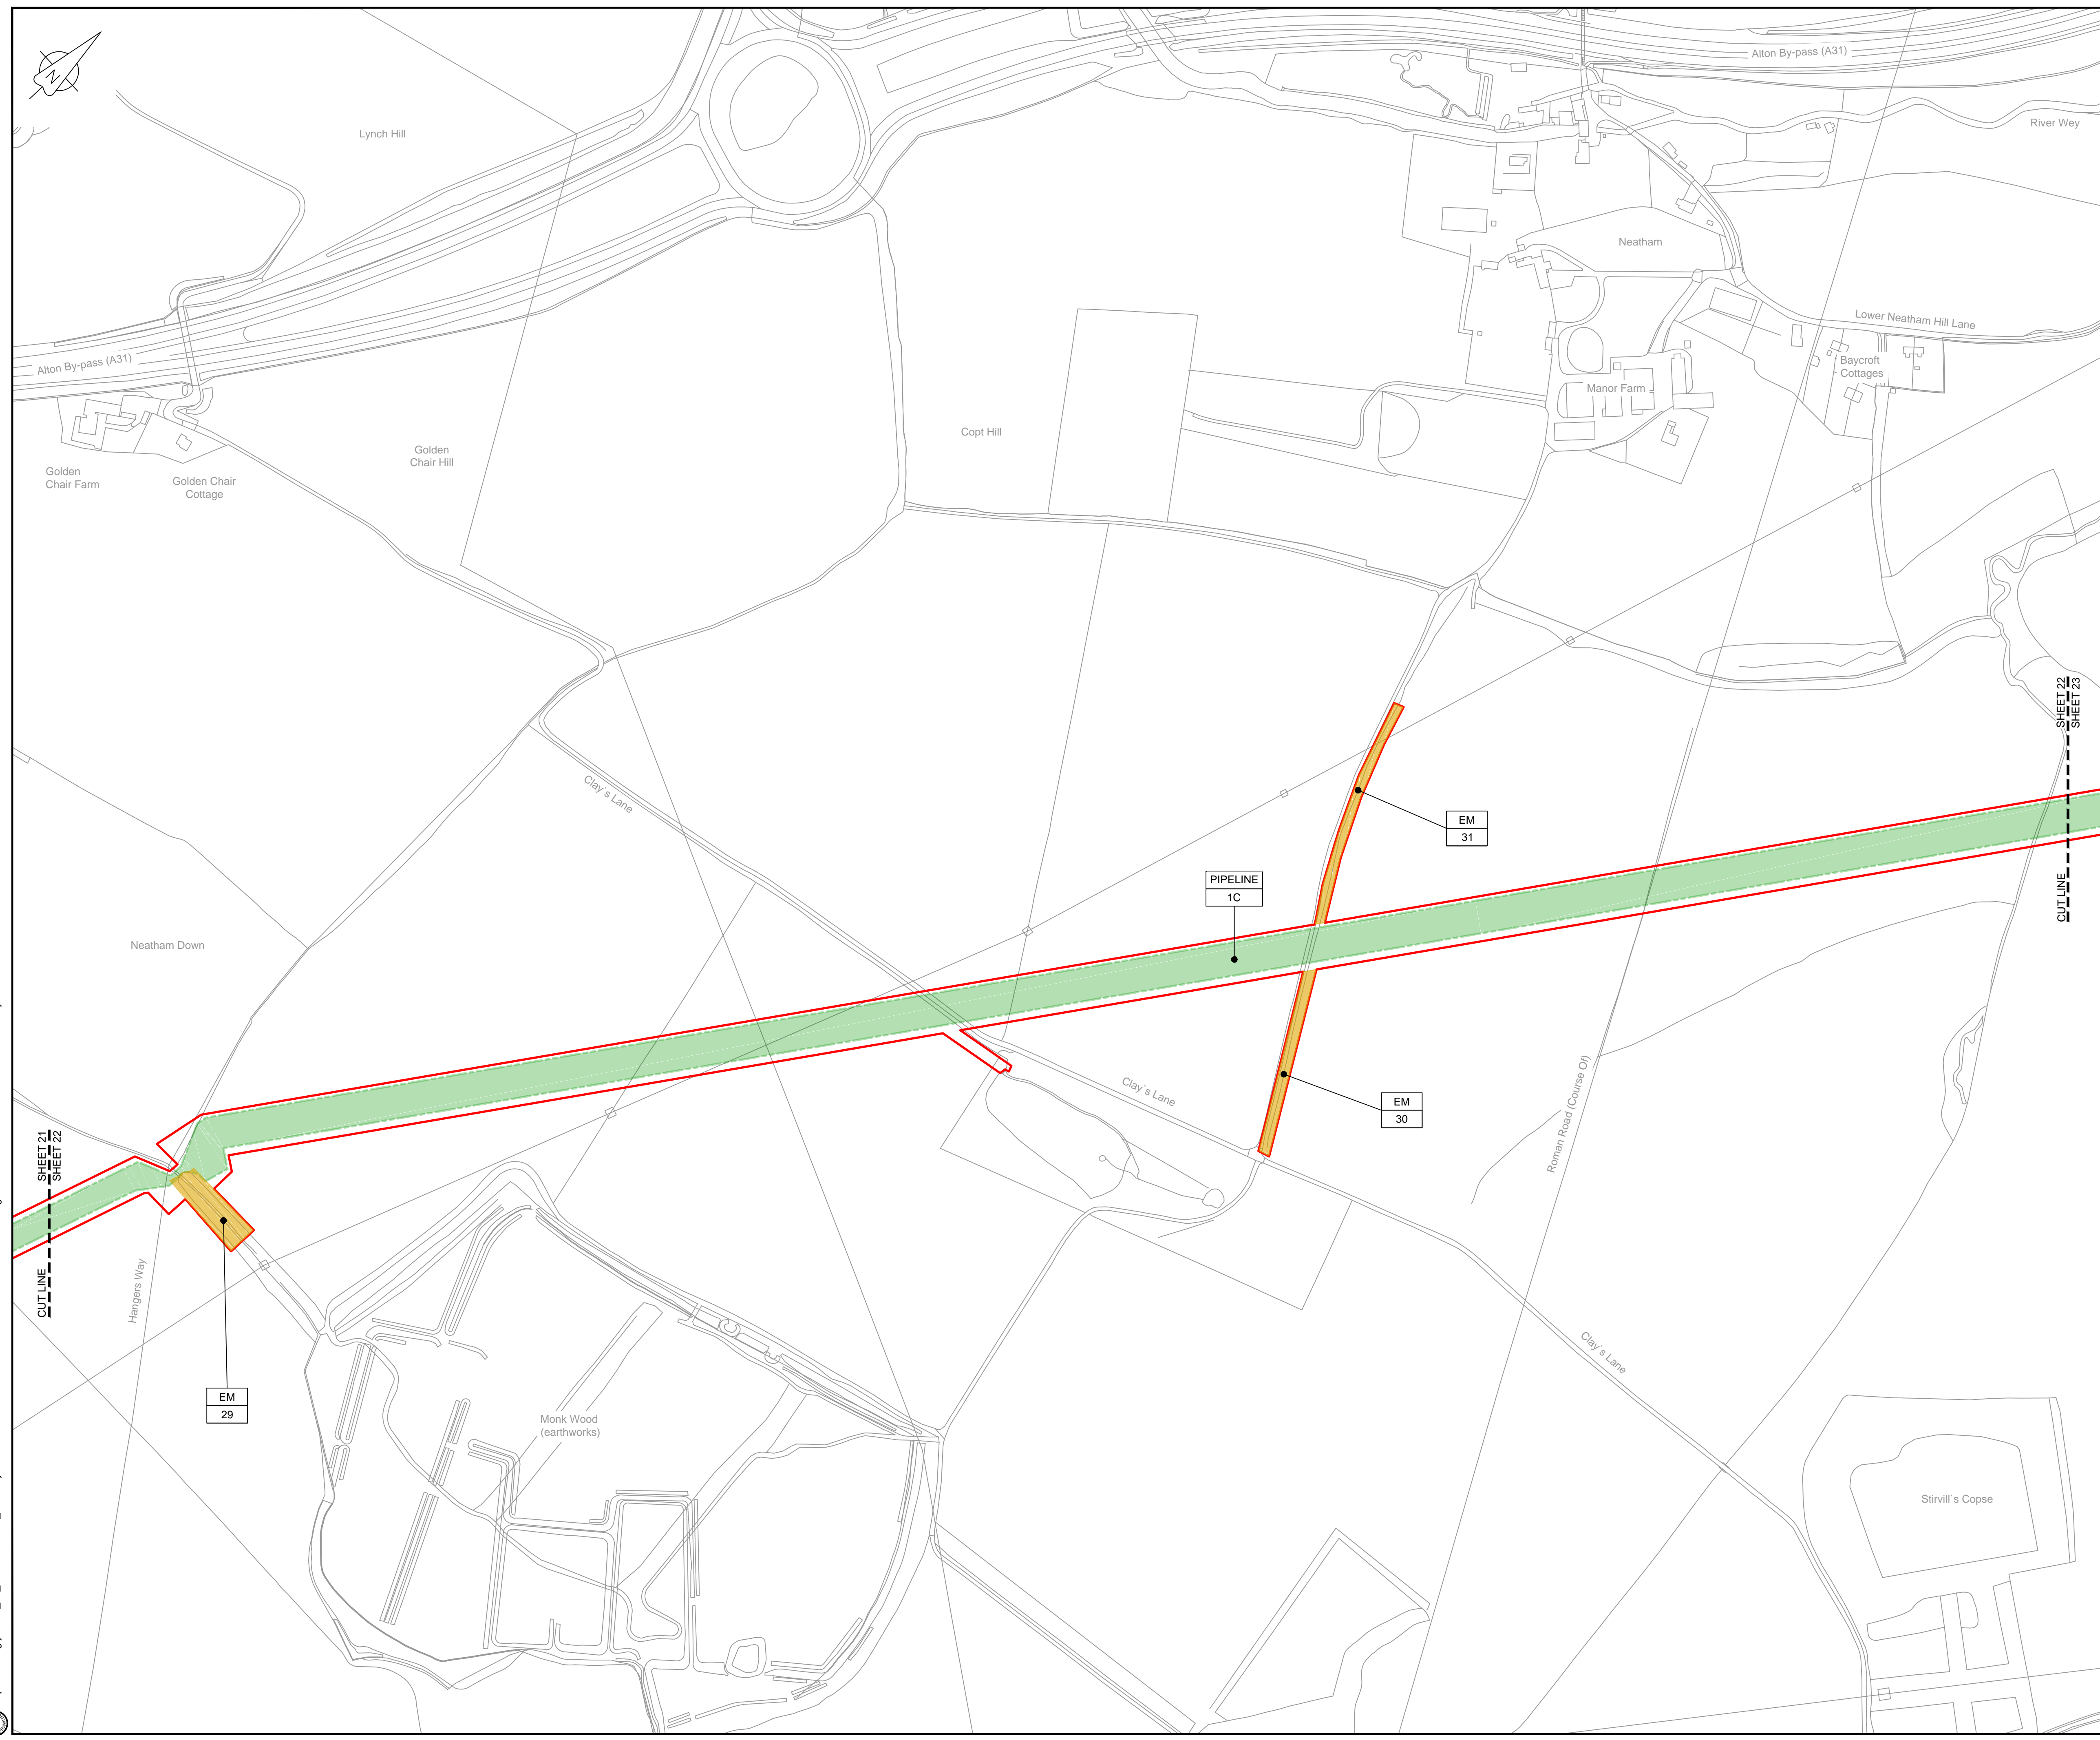 N
Alton By-pass (A31)
Lynch Hill
River Wey
Neatham
Lower Neatham Hill Lane
Alton By-pass (A31)
Baycroft
Cottages
Manor Farm
Copt Hill
Golden
Chair Hill
Golden
Chair Farm
Golden Chair
Cottage
SHEET 22
SHEET 23
CUT LINE
Clay`s Lane
EM
31
PIPELINE
1C
Neatham Down
Clay`s Lane
EM
30
Roman Road (Course Of)
SHEET 21
SHEET 22
CUT LINE
Hangers Way
Clay`s Lane
EM
29
Monk Wood
(earthworks)
Stirvill`s Copse